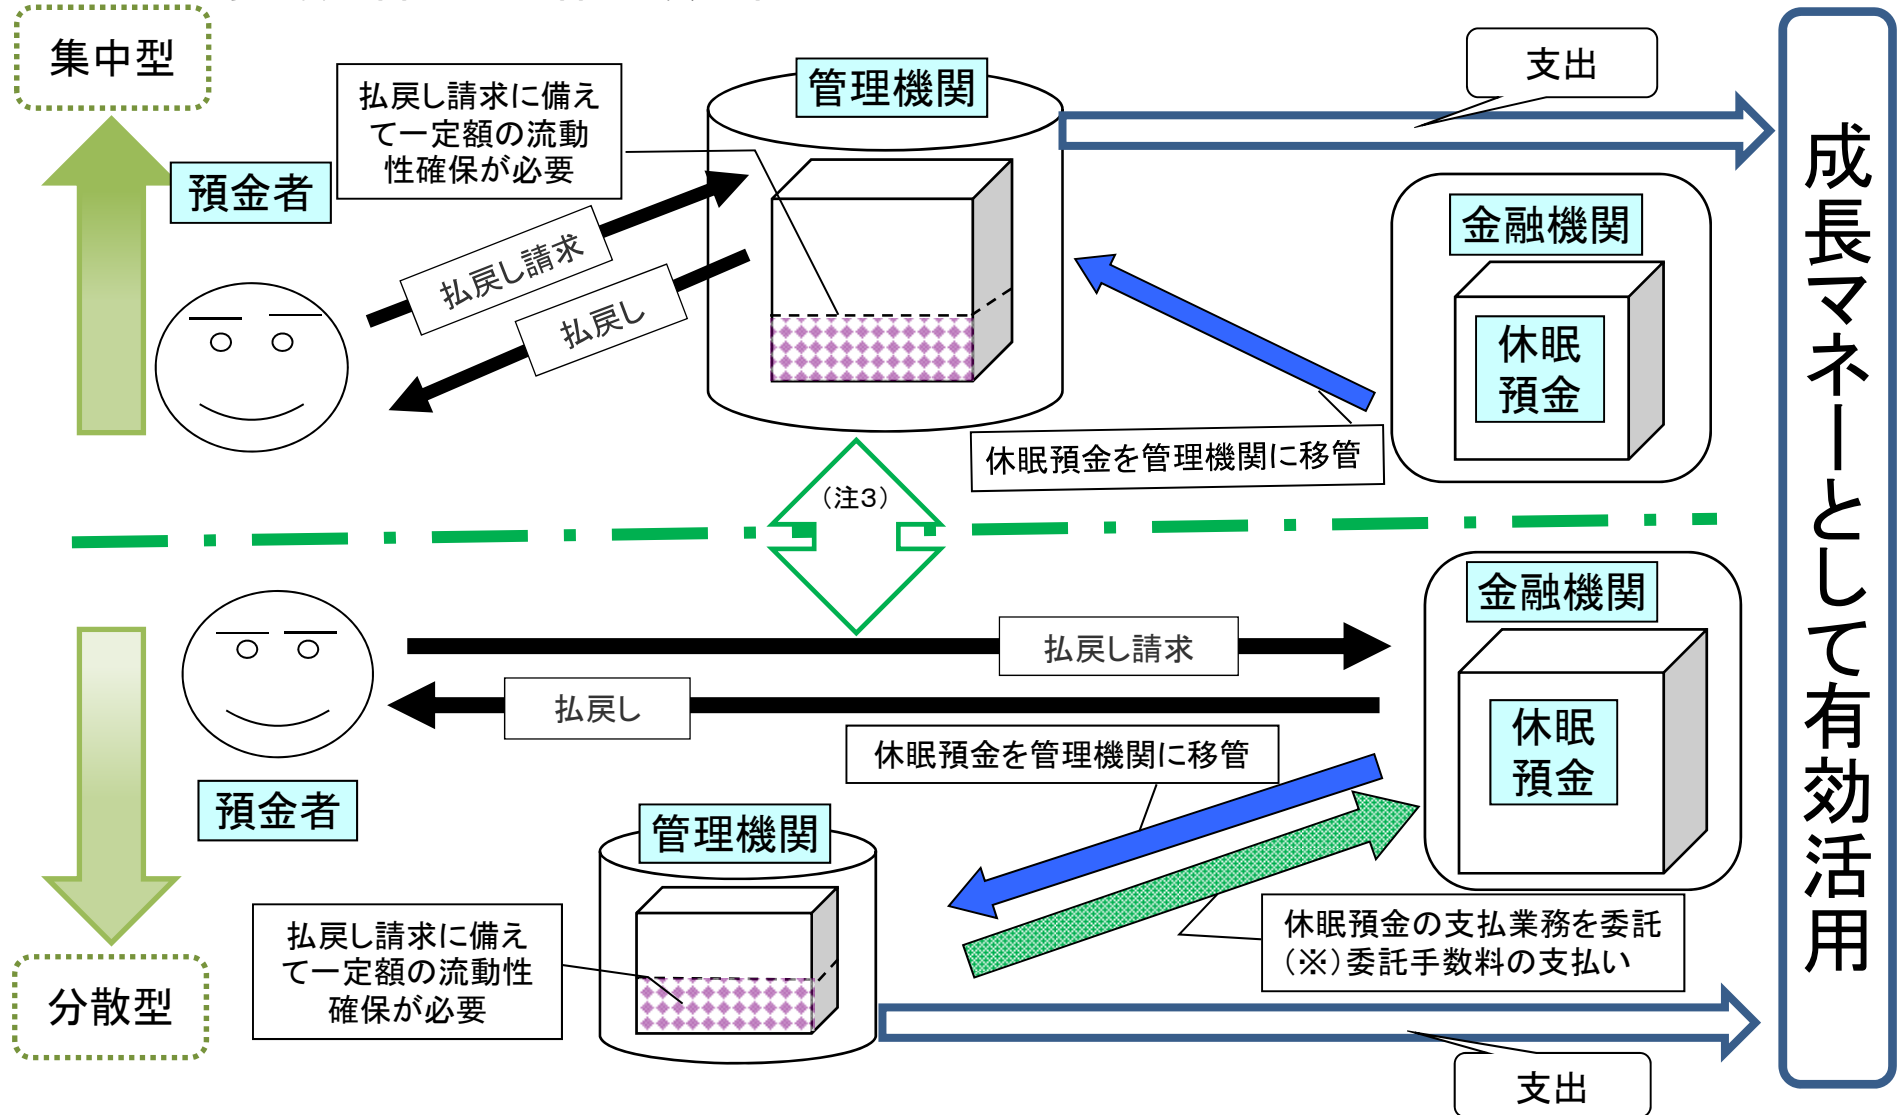 集中型
管理機関
支出
払戻し請求に備え
て一定額の流動
性確保が必要
預金者
金融機関
払戻し請求
払戻し
休眠
預金
休眠預金を管理機関に移管
(注3)
成長マネーとして有効活用
金融機関
払戻し請求
払戻し
休眠
預金
休眠預金を管理機関に移管
預金者
管理機関
払戻し請求に備え
て一定額の流動性
確保が必要
休眠預金の支払業務を委託
(※)委託手数料の支払い
分散型
支出